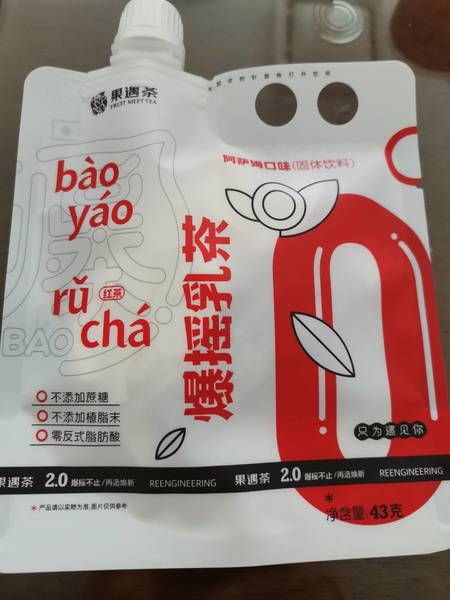 果遇茶
FRUIT MEET TEA
阿萨姆口味(固体饮料)
bào
yáo
rǔ
红茶
chá
爆摇乳茶
BAO
不添加蔗糖
不添加植脂末
零反式脂肪酸
只为遇见你
果遇茶 2.0 爆摇不止/再造焕新 REENGINEERING 果遇茶 2.0 爆摇不止/再造焕新 REENGINEERING
*产品请以实物为准,图片仅供参考
*
净含量:43克